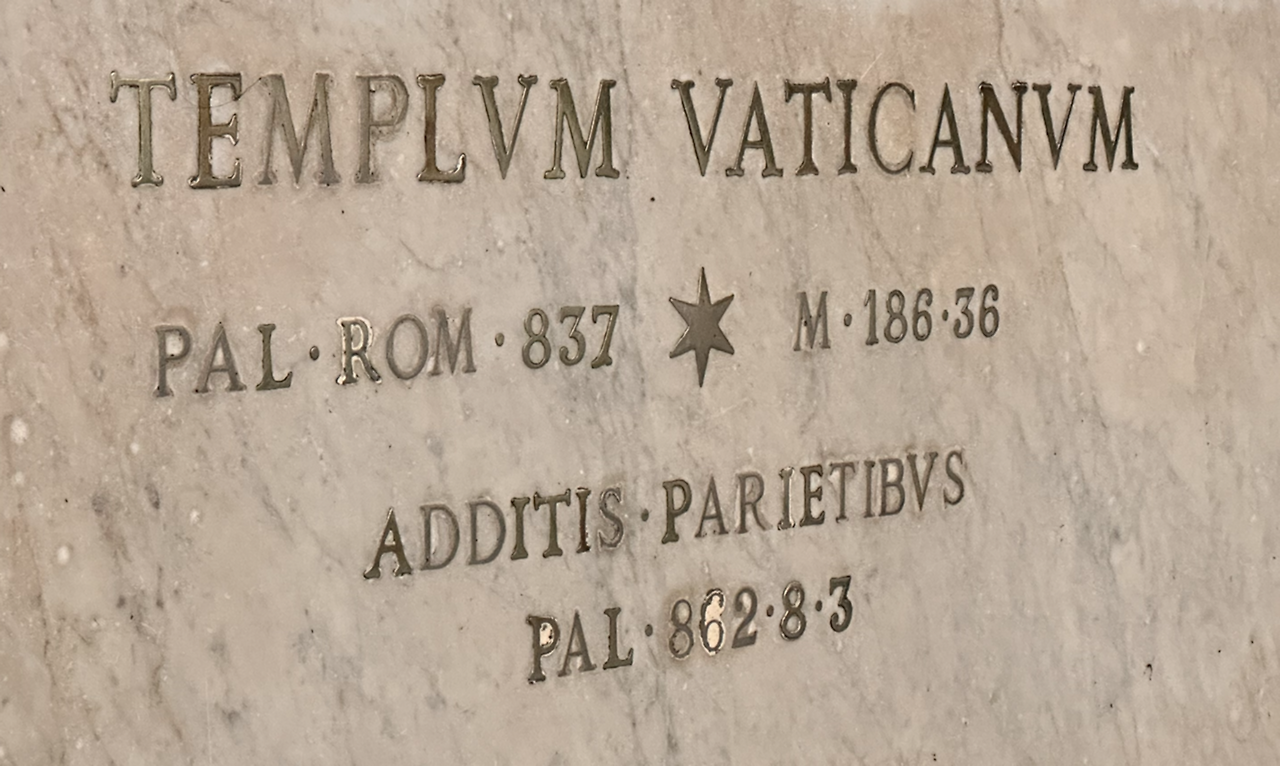 TEMPLVM VATICANVM
PAL·ROM·837 ✶ M·186·36
ADDITIS·PARIETIBVS
PAL·862·8·3